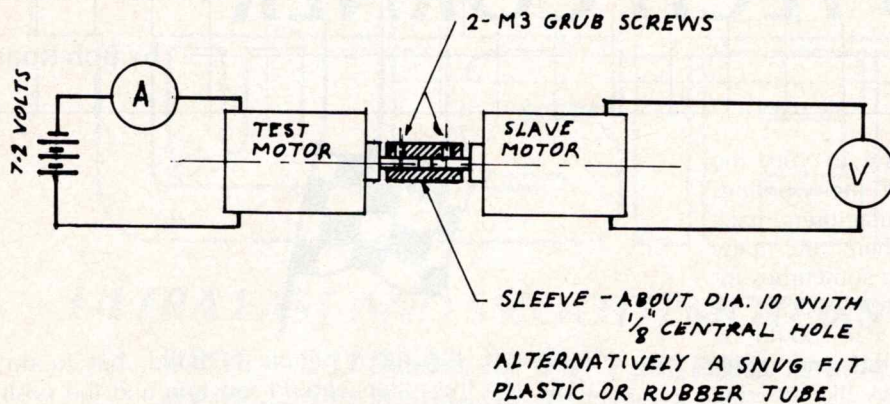 2-M3 GRUB SCREWS
7-2 VOLTS
A
TEST
MOTOR
SLAVE
MOTOR
V
SLEEVE - ABOUT DIA. 10 WITH
1/8" CENTRAL HOLE
ALTERNATIVELY A SNUG FIT
PLASTIC OR RUBBER TUBE